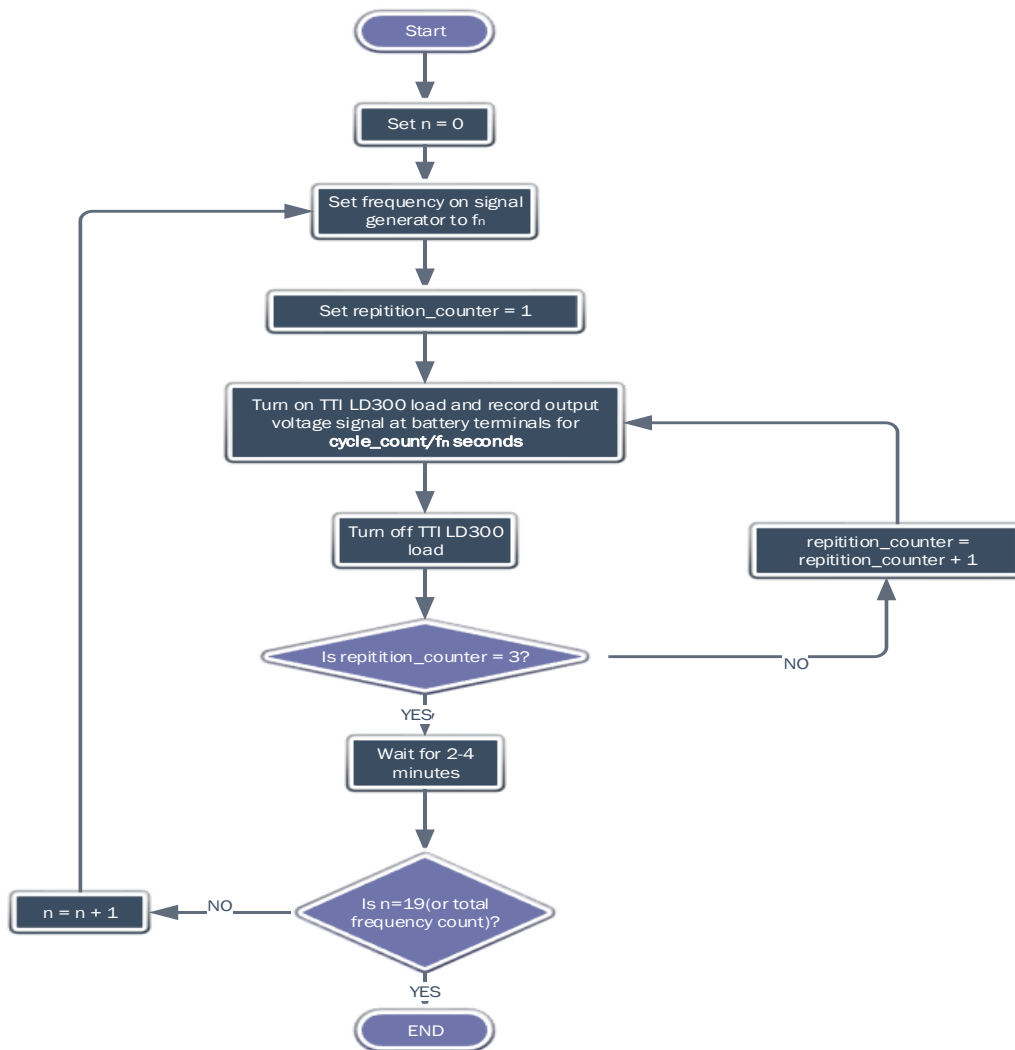 Start
Set n = 0
Set frequency on signal
generator to fn
Set repitition_counter = 1
Turn on TTI LD300 load and record output
voltage signal at battery terminals for
cycle_count/fn seconds
Turn off TTI LD300
load
repitition_counter =
repitition_counter + 1
Is repitition_counter = 3?
NO
YES
Wait for 2-4
minutes
Is n=19(or total
frequency count)?
NO
n = n + 1
YES
END